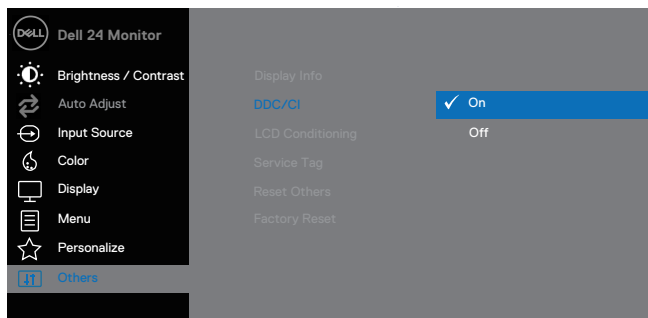 DELL
Dell 24 Monitor
Brightness / Contrast
Auto Adjust
Input Source
Color
Display
Menu
Personalize
Others
Display Info
DDC/CI
LCD Conditioning
Service Tag
Reset Others
Factory Reset
On
Off